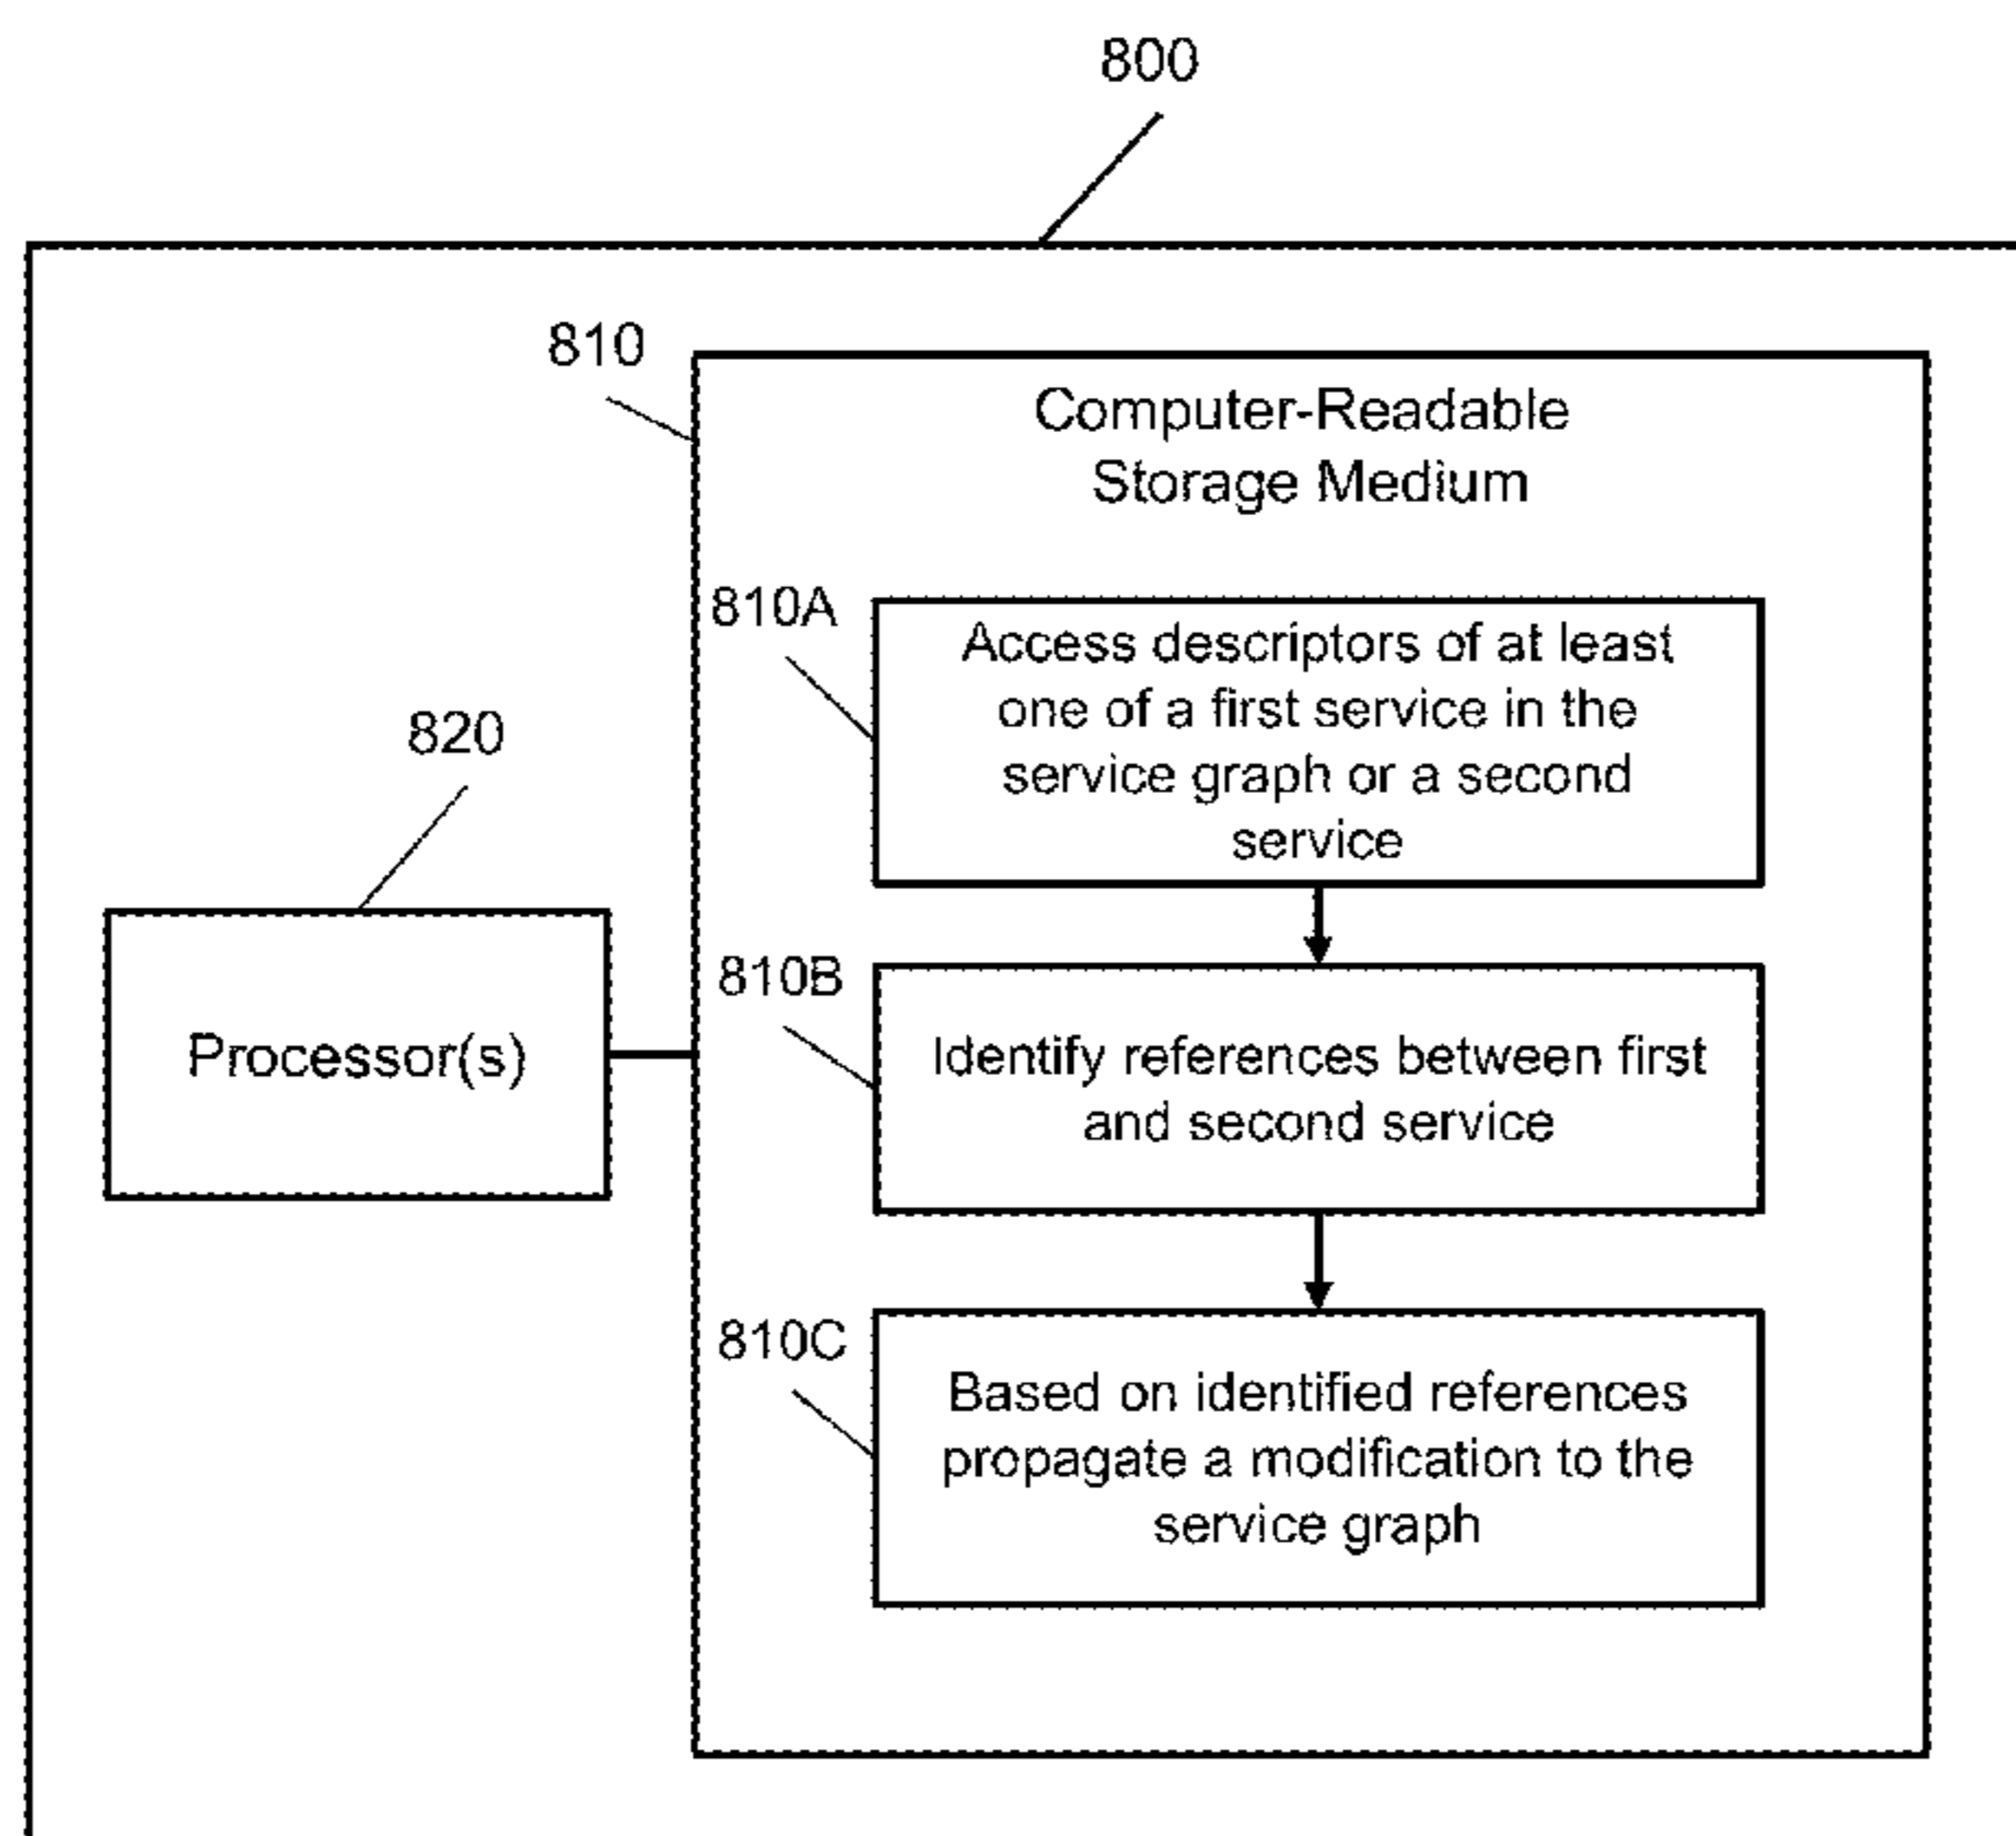 800
810
Computer-Readable
Storage Medium
810A
Access descriptors of at least
one of a first service in the
service graph or a second
service
820
Processor(s)
810B
Identify references between first
and second service
810C
Based on identified references
propagate a modification to the
service graph